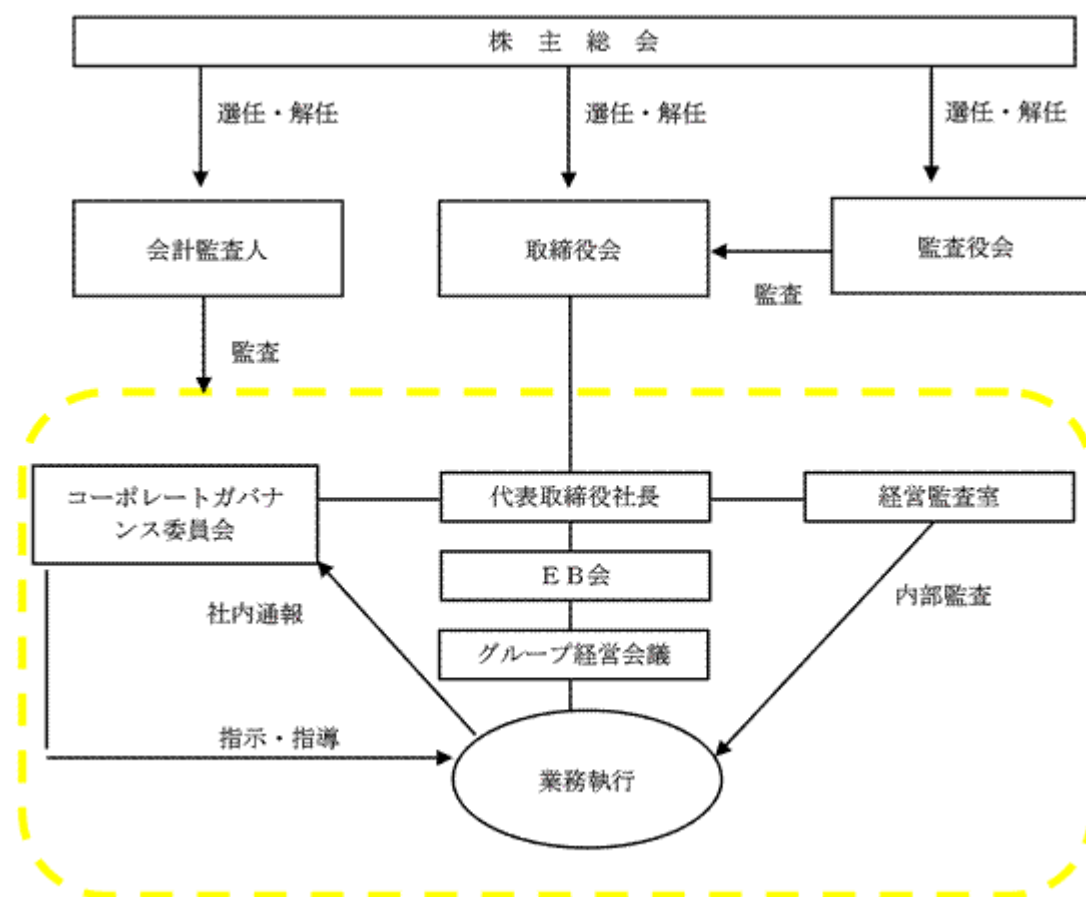 株 主 総 会
選任・解任
選任・解任
選任・解任
会計監査人
取締役会
監査役会
監査
監査
コーポレートガバナ
ンス委員会
代表取締役社長
経営監査室
ＥＢ会
社内通報
内部監査
グループ経営会議
指示・指導
業務執行